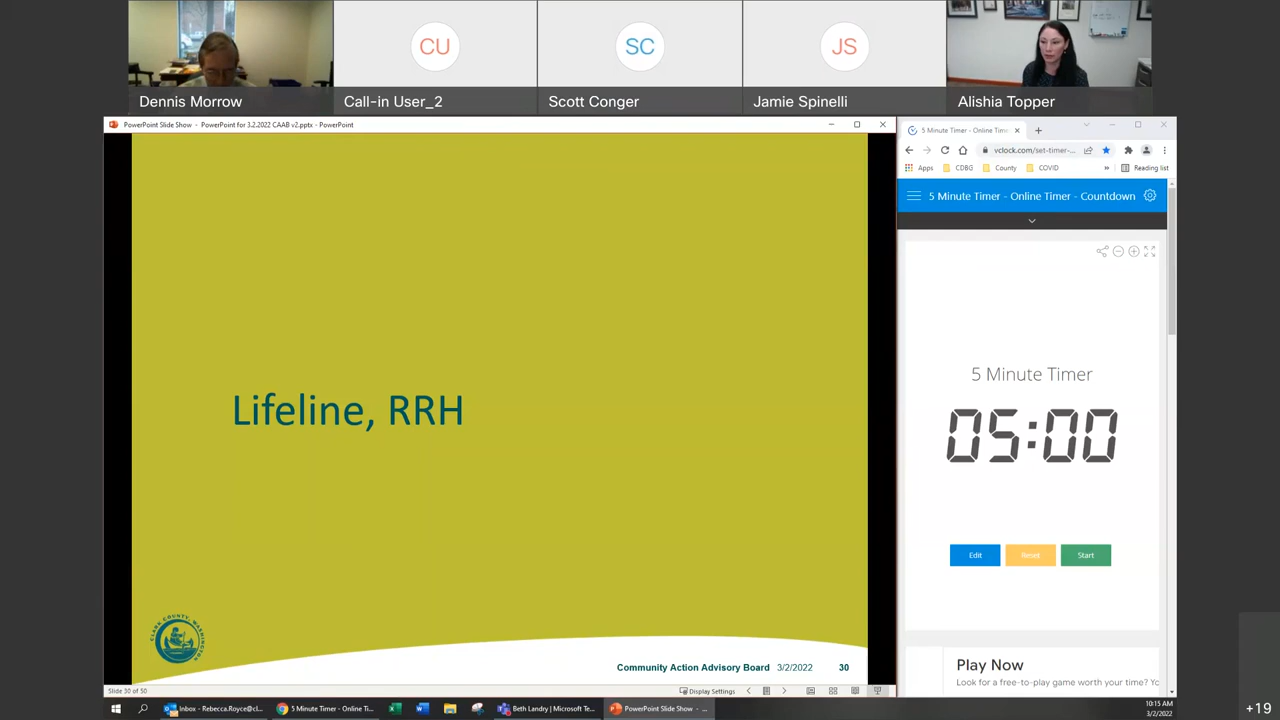 CU
SC
JS
Dennis Morrow
Call-in User_2
Scott Conger
Jamie Spinelli
Alishia Topper
PowerPoint Slide Show - PowerPoint for 3.2.2022 CAAB v2.pptx - PowerPoint
5 Minute Timer - Online Tim
vclock.com/set-timer-...
Apps
CDBG
County
COVID
»
Reading list
5 Minute Timer - Online Timer - Countdown
5 Minute Timer
05:00
Edit
Reset
Start
Play Now
Look for a free-to-play game worth your time? Yo
Lifeline, RRH
CLARK COUNTY, WASHINGTON
Community Action Advisory Board 3/2/2022 30
Slide 30 of 50
Display Settings
Inbox - Rebecca.Royce@cl...
5 Minute Timer - Online Ti...
Beth Landry | Microsoft Te...
PowerPoint Slide Show - ...
10:15 AM
3/2/2022
+19